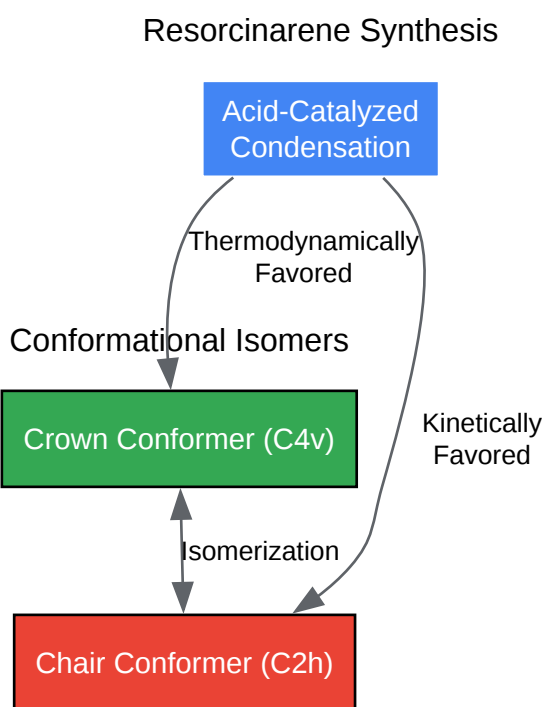 Resorcinarene Synthesis
Acid-Catalyzed
Condensation
Thermodynamically
Favored
Conformational Isomers
Crown Conformer (C4v)
Kinetically
Favored
Isomerization
Chair Conformer (C2h)